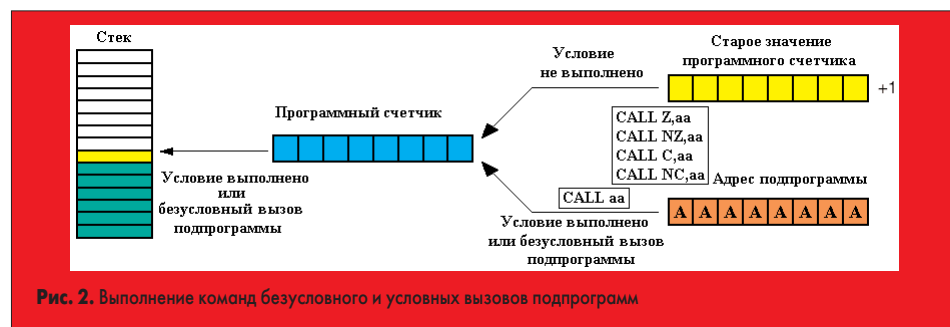 Стек
Условие
не выполнено
Старое значение
программного счетчика
+1
Программный счетчик
CALL Z,aa
CALL NZ,aa
CALL C,aa
CALL NC,aa
Условие выполнено
или
безусловный вызов
подпрограммы
CALL aa
Адрес подпрограммы
A A A A A A A A
Условие выполнено
или безусловный вызов
подпрограммы
Рис. 2. Выполнение команд безусловного и условных вызовов подпрограмм